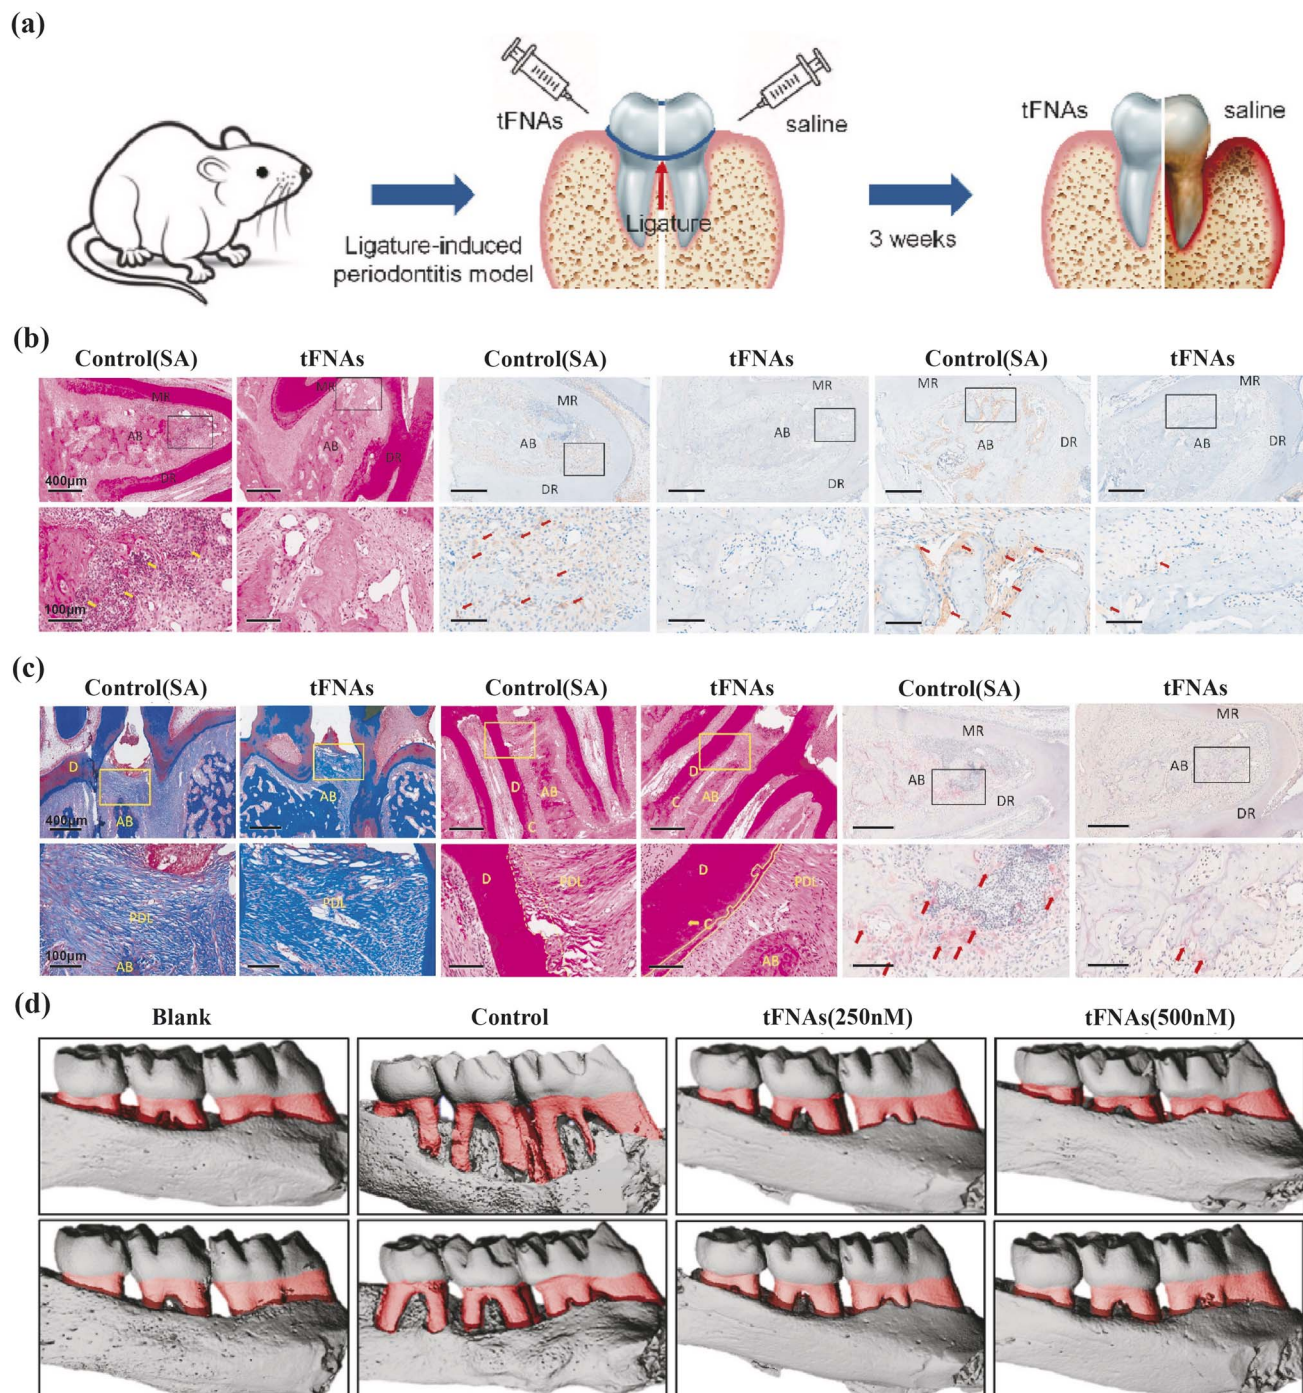 (a)
tFNAs
saline
Ligature
Ligature-induced
periodontitis model
3 weeks
tFNAs
saline
(b)
Control(SA) tFNAs Control(SA) tFNAs Control(SA) tFNAs
MR AB DR 400μm
MR AB DR
MR AB DR
MR AB DR
MR AB DR
MR AB DR
100μm
(c)
Control(SA) tFNAs Control(SA) tFNAs Control(SA) tFNAs
D AB 400μm
AB
D AB C
D C AB
MR AB DR
MR AB DR
PDL AB 100μm
PDL
D PDL
D C PDL AB
(d)
Blank Control tFNAs(250nM) tFNAs(500nM)